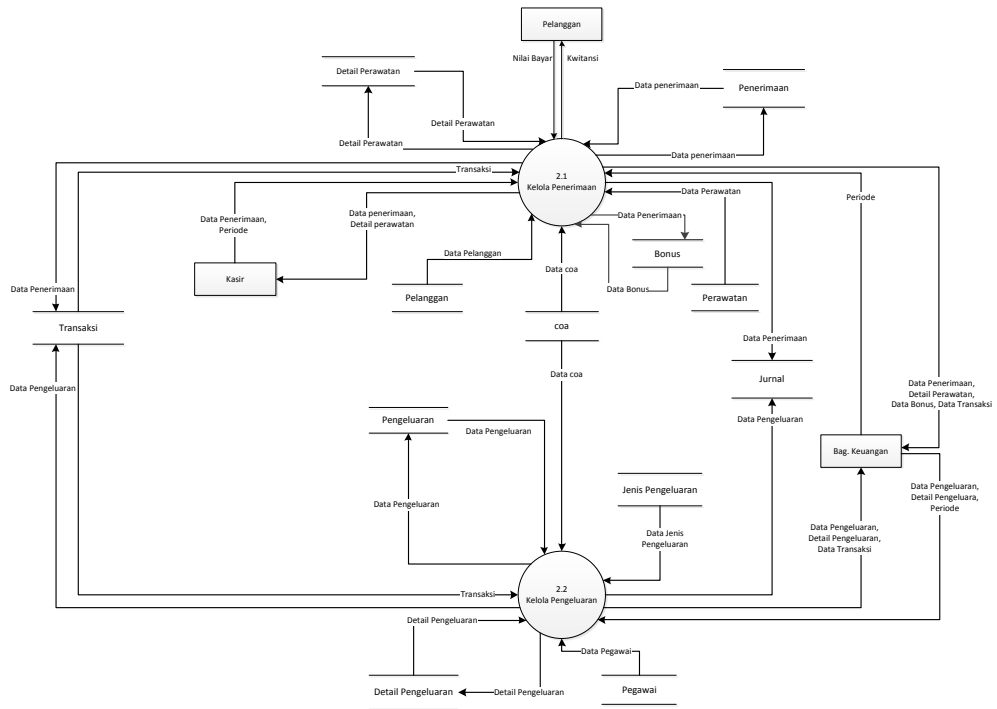 Pelanggan
Nilai Bayar
Kwitansi
Detail Perawatan
Detail Perawatan
Detail Perawatan
Data penerimaan
Penerimaan
Data penerimaan
2.1
Kelola Penerimaan
Transaksi
Data Penerimaan,
Periode
Data penerimaan,
Detail perawatan
Kasir
Data Pelanggan
Pelanggan
Data coa
coa
Data coa
Data Perawatan
Data Penerimaan
Bonus
Data Bonus
Perawatan
Periode
Data Penerimaan
Transaksi
Data Pengeluaran
Data Penerimaan
Jurnal
Data Pengeluaran
Data Penerimaan,
Detail Perawatan,
Data Bonus, Data Transaksi
Bag. Keuangan
Data Pengeluaran,
Detail Pengeluara,
Periode
Data Pengeluaran,
Detail Pengeluaran,
Data Transaksi
Pengeluaran
Data Pengeluaran
Data Pengeluaran
Jenis Pengeluaran
Data Jenis
Pengeluaran
2.2
Kelola Pengeluaran
Transaksi
Detail Pengeluaran
Detail Pengeluaran
Detail Pengeluaran
Data Pegawai
Pegawai